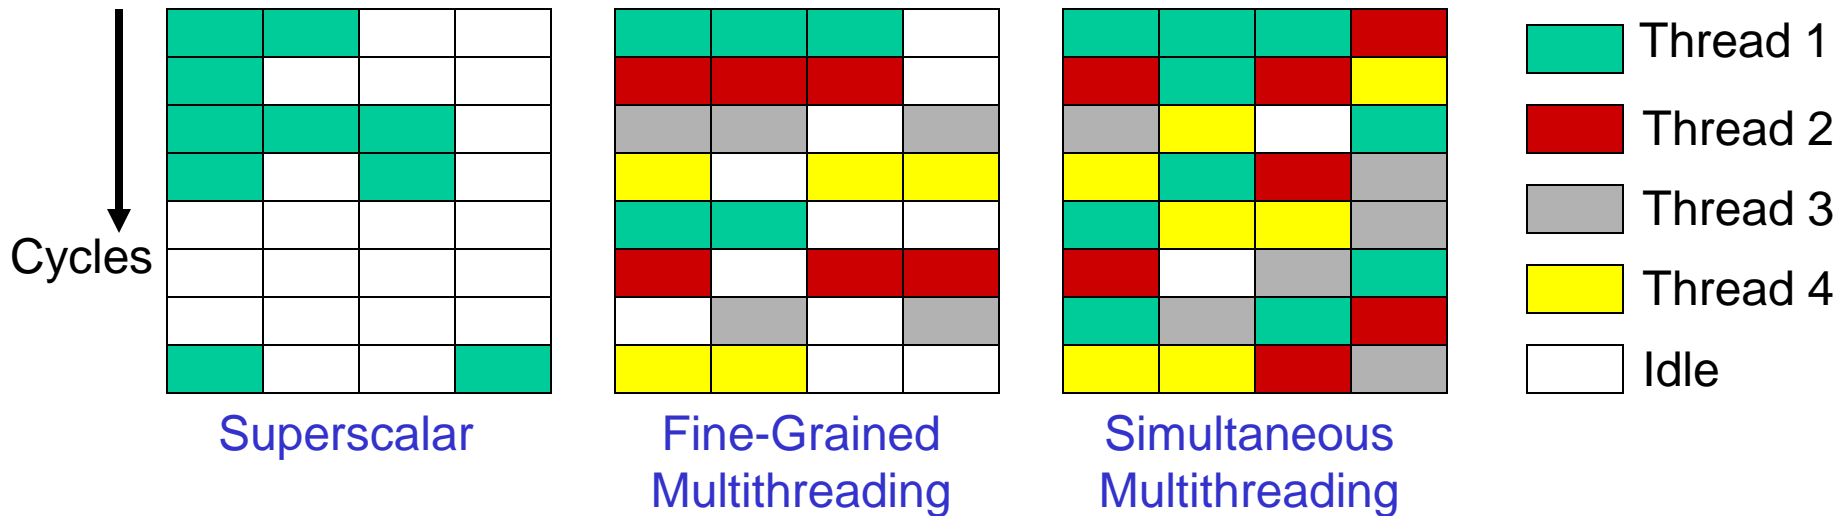 Cycles
Superscalar
Fine-Grained
Multithreading
Simultaneous
Multithreading
Thread 1
Thread 2
Thread 3
Thread 4
Idle